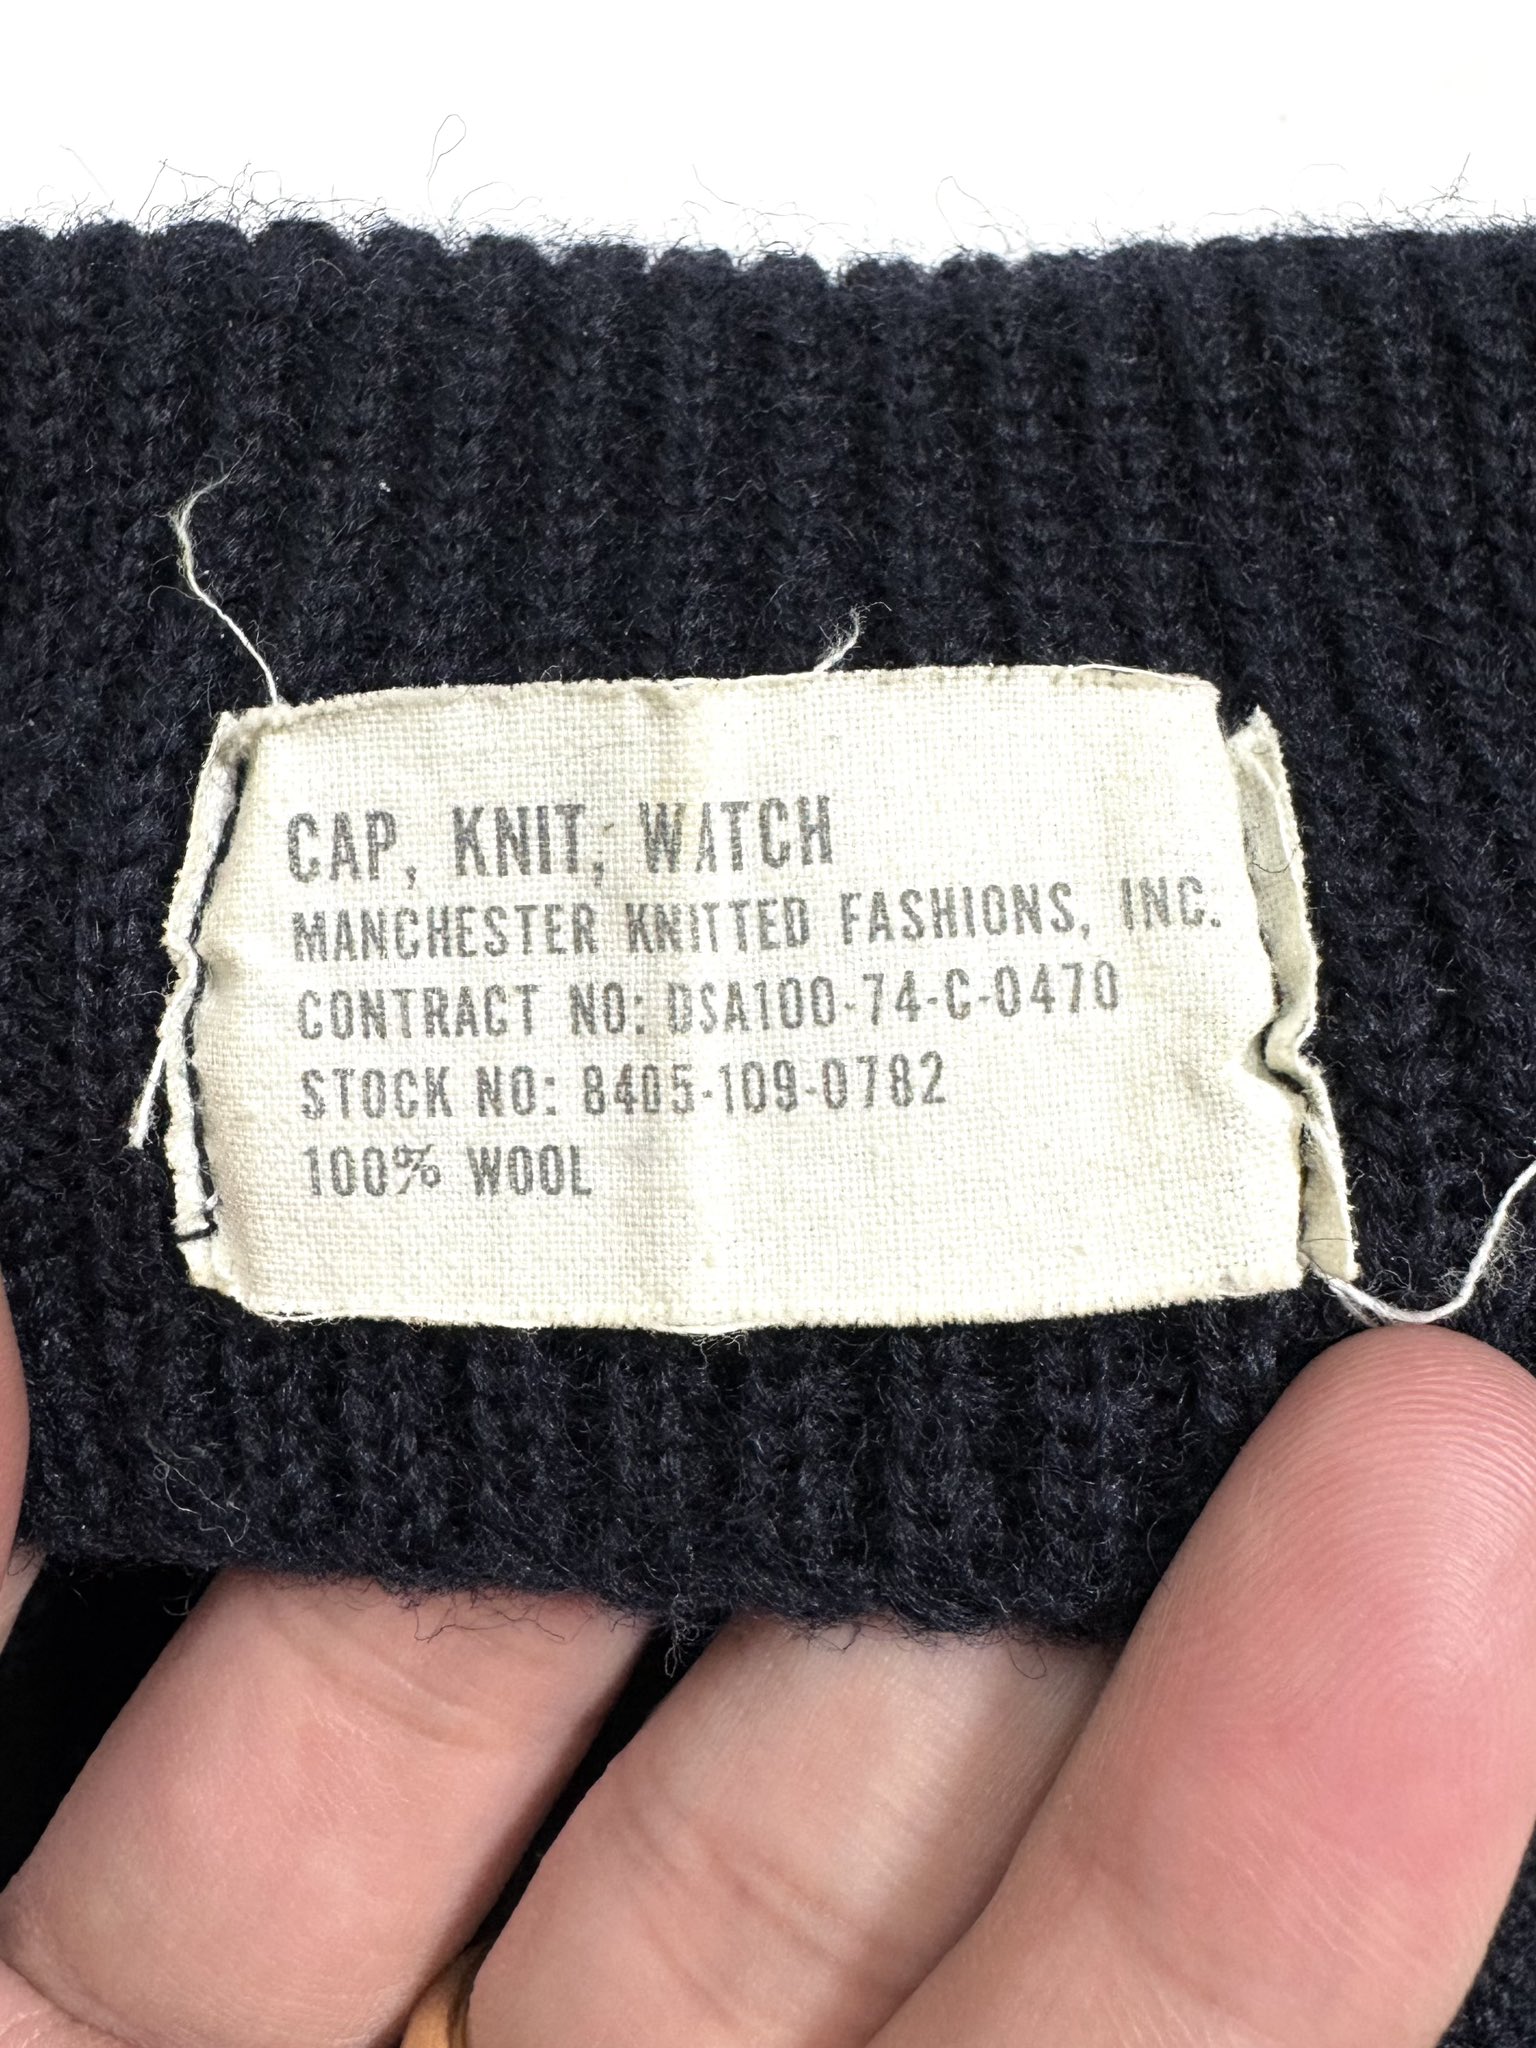 CAP, KNIT, WATCH
MANCHESTER KNITTED FASHIONS, INC.
CONTRACT NO: DSA100-74-C-0470
STOCK NO: 8405-109-0782
100% WOOL